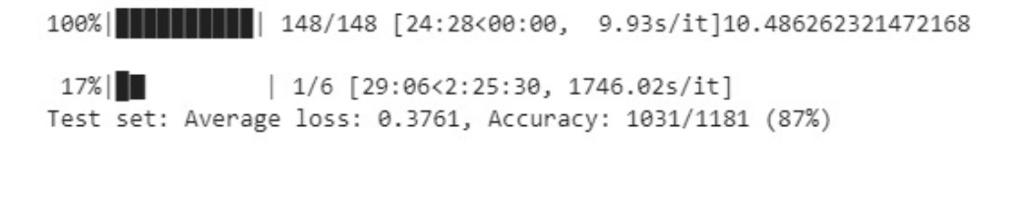 100%|██████████| 148/148 [24:28<00:00,  9.93s/it]10.486262321472168
17%|█▋        | 1/6 [29:06<2:25:30, 1746.02s/it]
Test set: Average loss: 0.3761, Accuracy: 1031/1181 (87%)